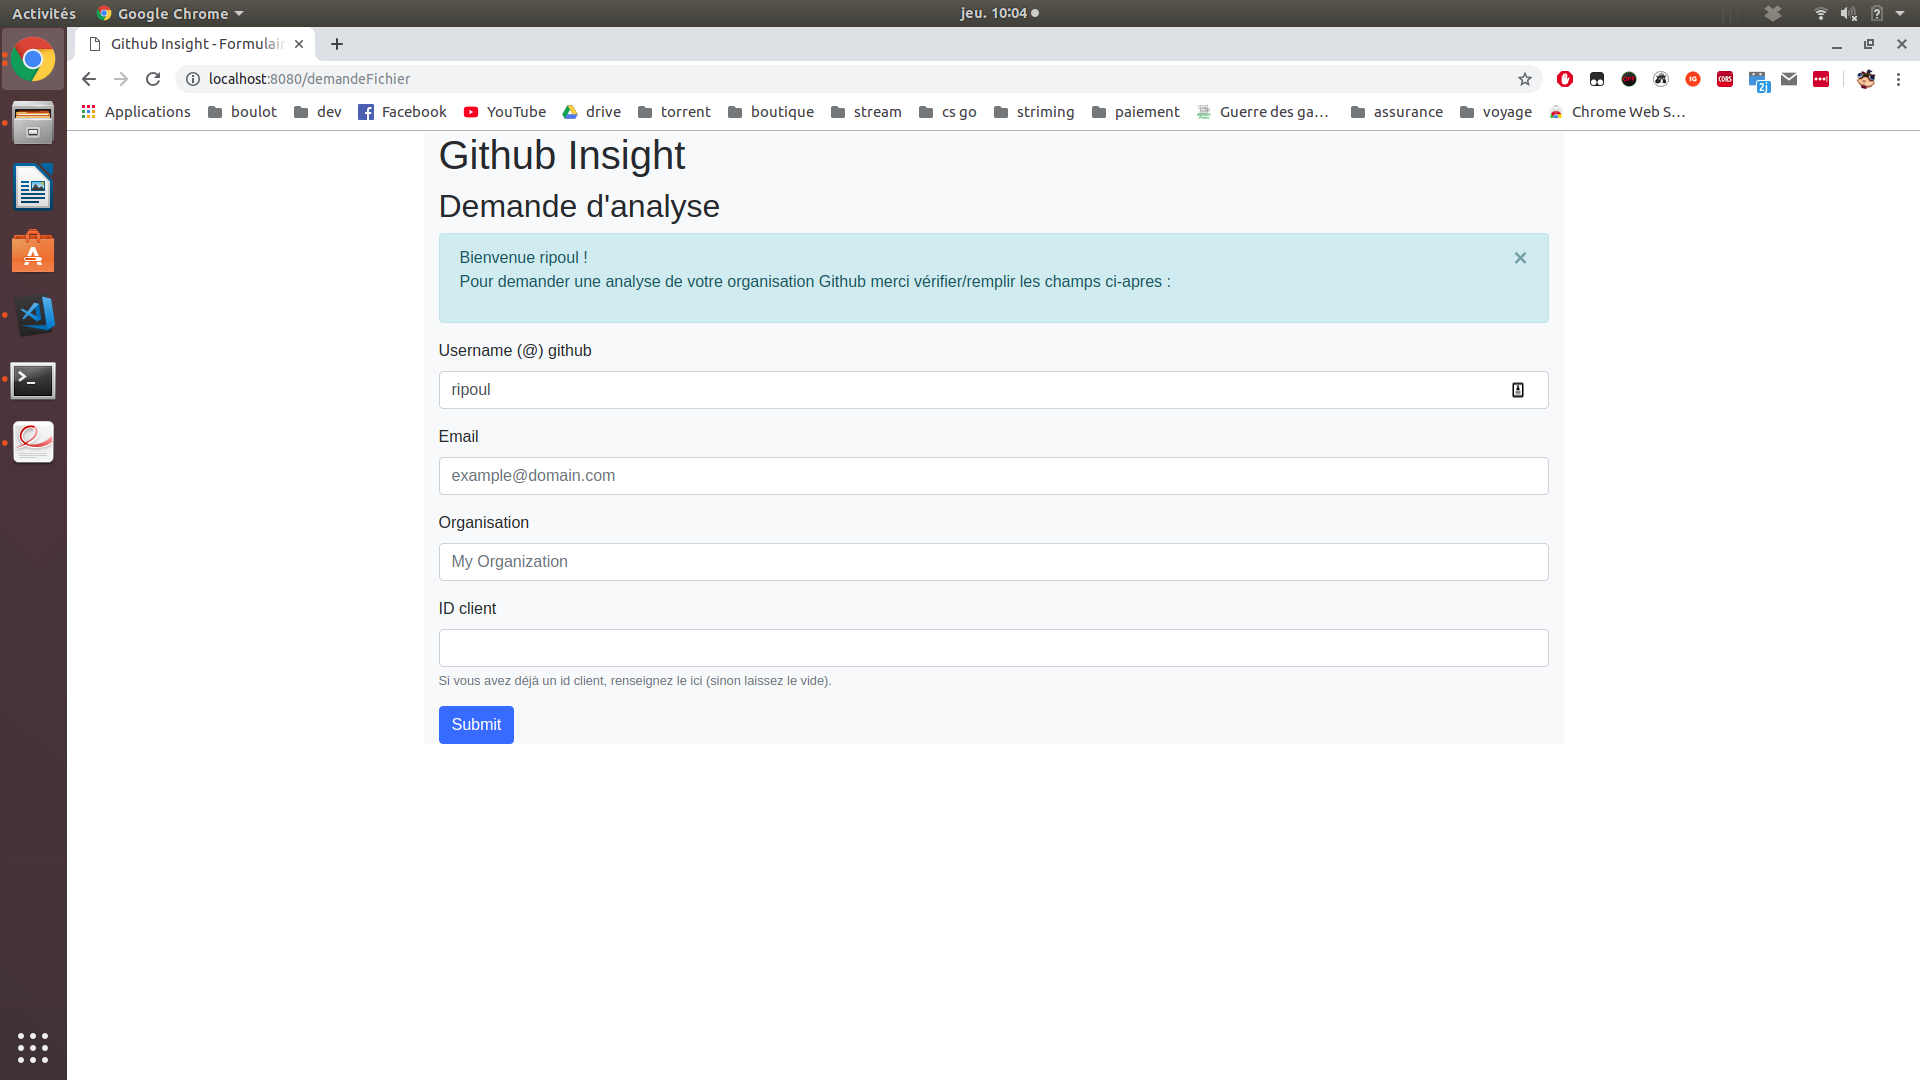 Activités
Google Chrome
jeu. 10:04
Github Insight - Formulair
localhost:8080/demandeFichier
OFF
IG
CORS
2j
Applications
boulot
dev
Facebook
YouTube
drive
torrent
boutique
stream
cs go
striming
paiement
Guerre des ga...
assurance
voyage
Chrome Web S...
Github Insight
Demande d'analyse
Bienvenue ripoul !
Pour demander une analyse de votre organisation Github merci vérifier/remplir les champs ci-apres :
Username (@) github
ripoul
Email
example@domain.com
Organisation
My Organization
ID client
Si vous avez déjà un id client, renseignez le ici (sinon laissez le vide).
Submit